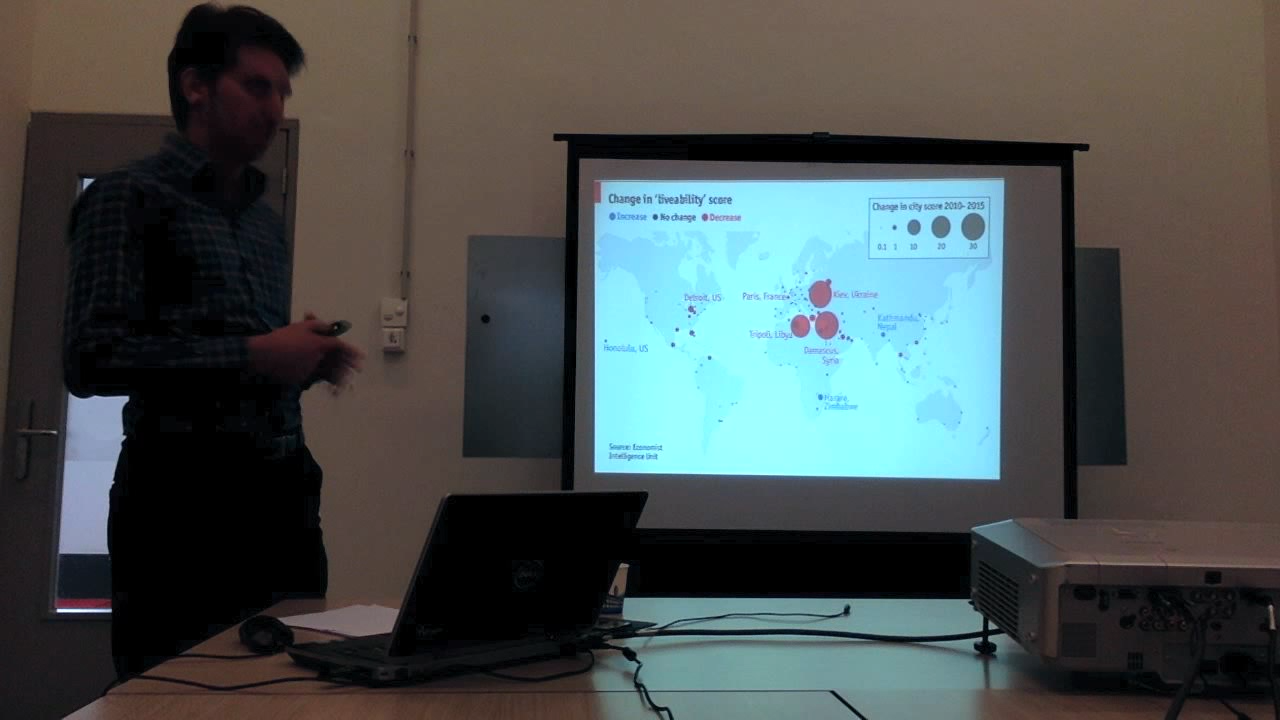 Change in 'liveability' score
Increase No change Decrease
Change in city score 2010-2015
0.1 1 10 20 30
Detroit, US
Paris, France
Kiev, Ukraine
Kathmandu,
Nepal
Tripoli, Libya
Honolulu, US
Damascus,
Syria
Harare,
Zimbabwe
Source: Economist
Intelligence Unit
DELL